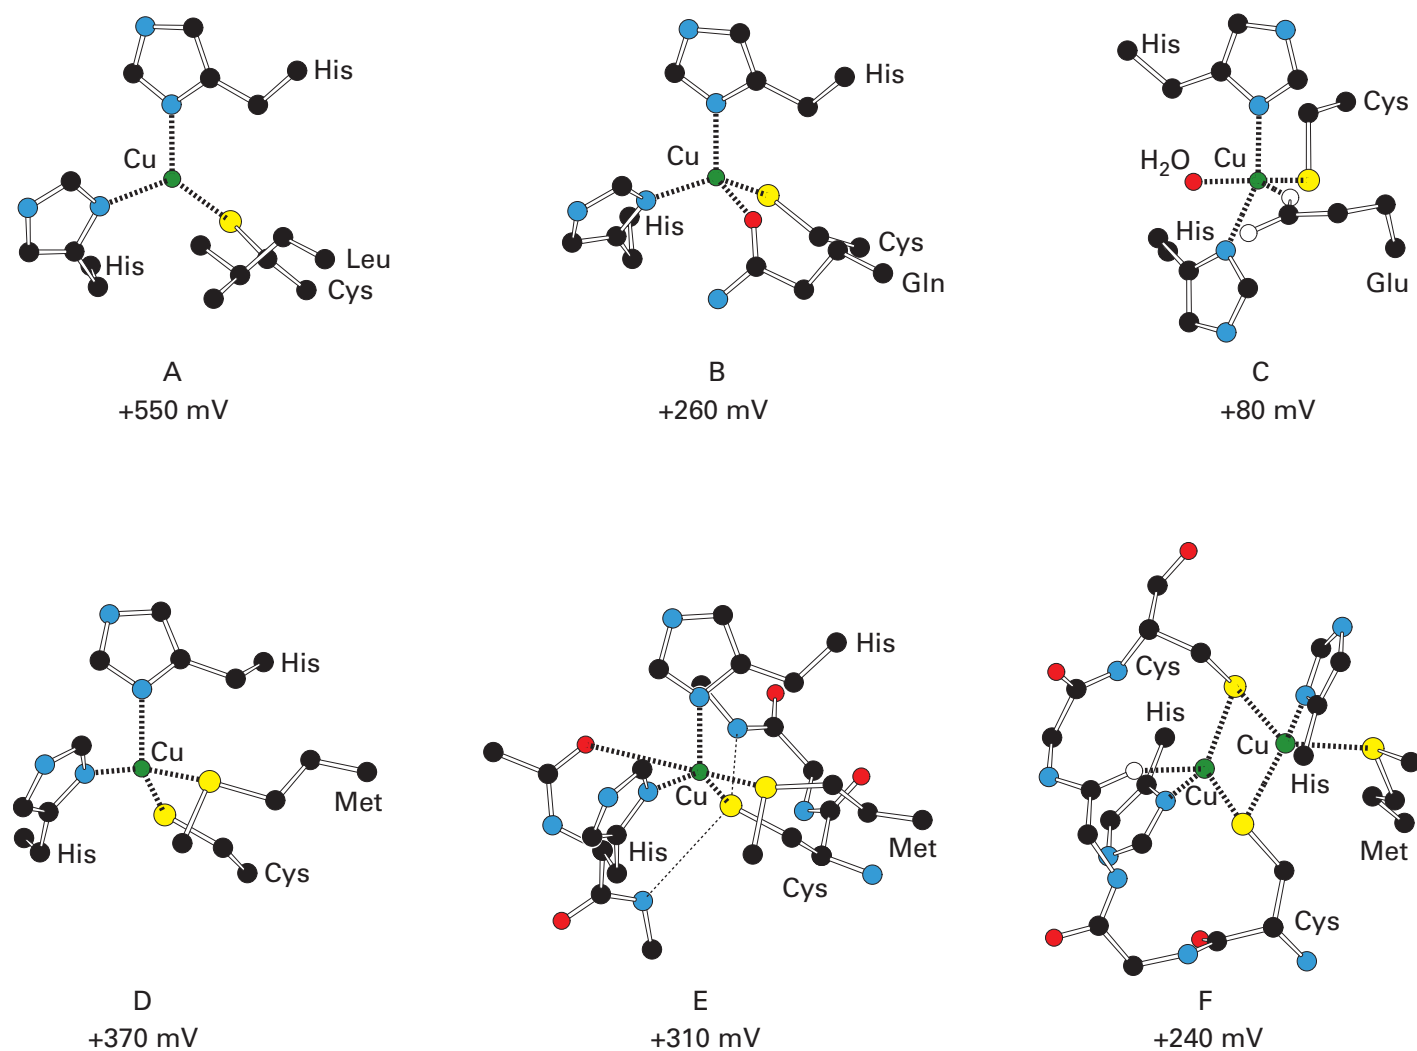 His
Cu
His
Leu
Cys
A
+550 mV
His
Cu
His
Cys
Gln
B
+260 mV
His
Cys
H2O
Cu
His
Glu
C
+80 mV
His
Cu
Met
His
Cys
D
+370 mV
His
Cu
His
Met
Cys
E
+310 mV
Cys
His
Cu
His
Cu
Met
Cys
F
+240 mV